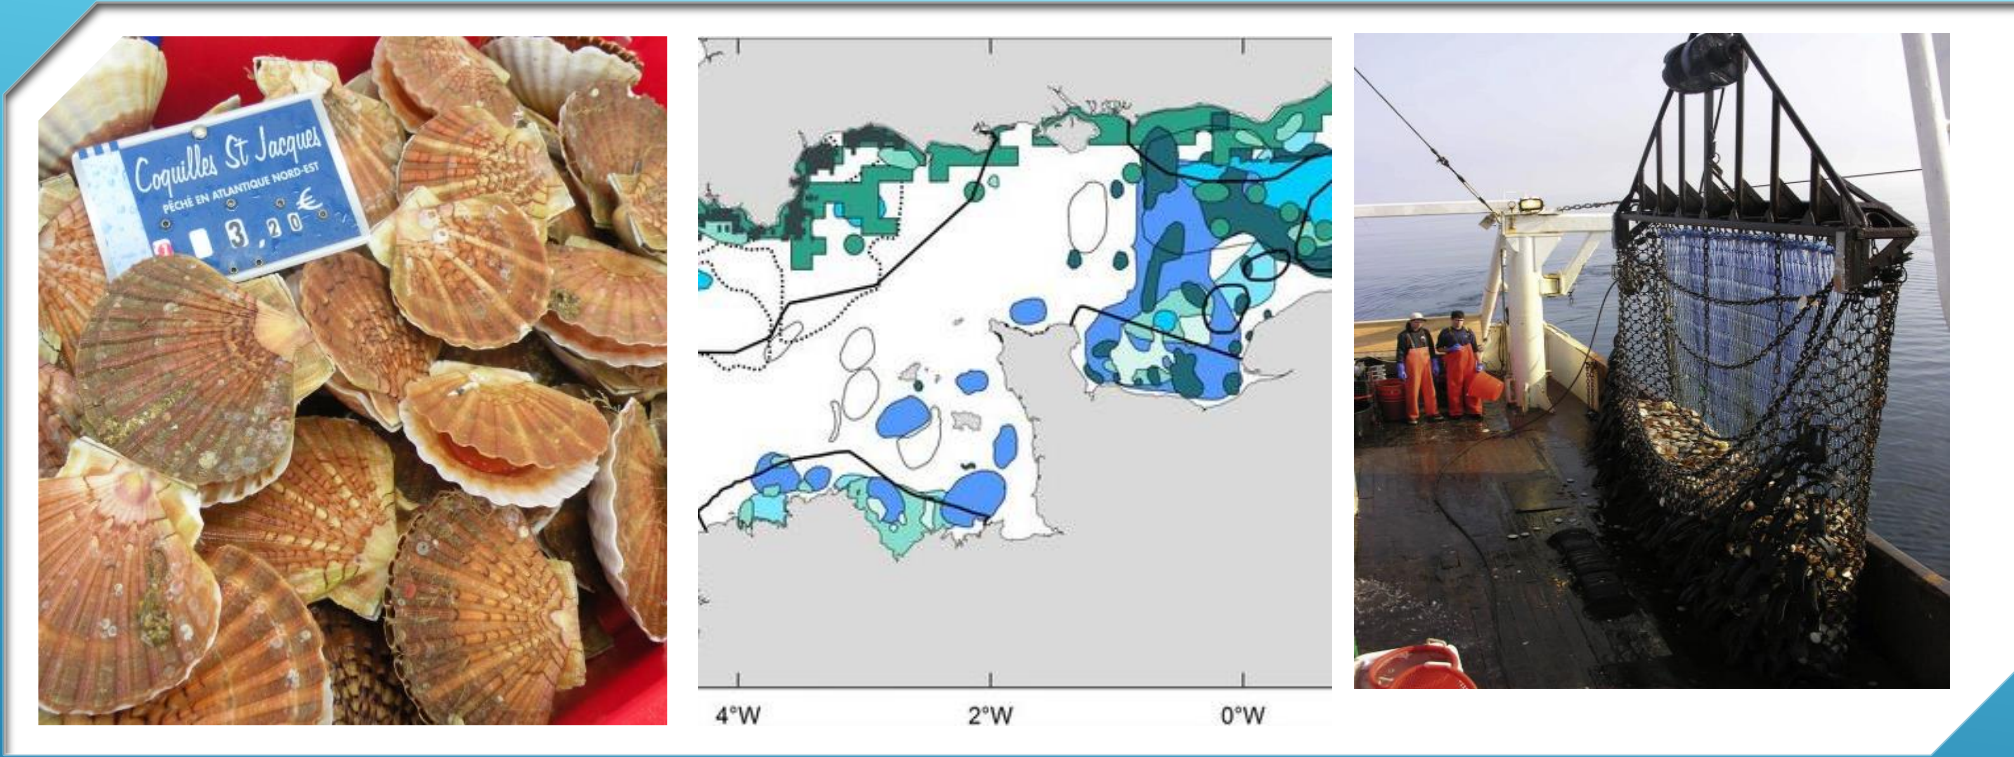 Coquilles St Jacques
PÊCHÉ EN ATLANTIQUE NORD-EST
€
3,20
4°W
2°W
0°W